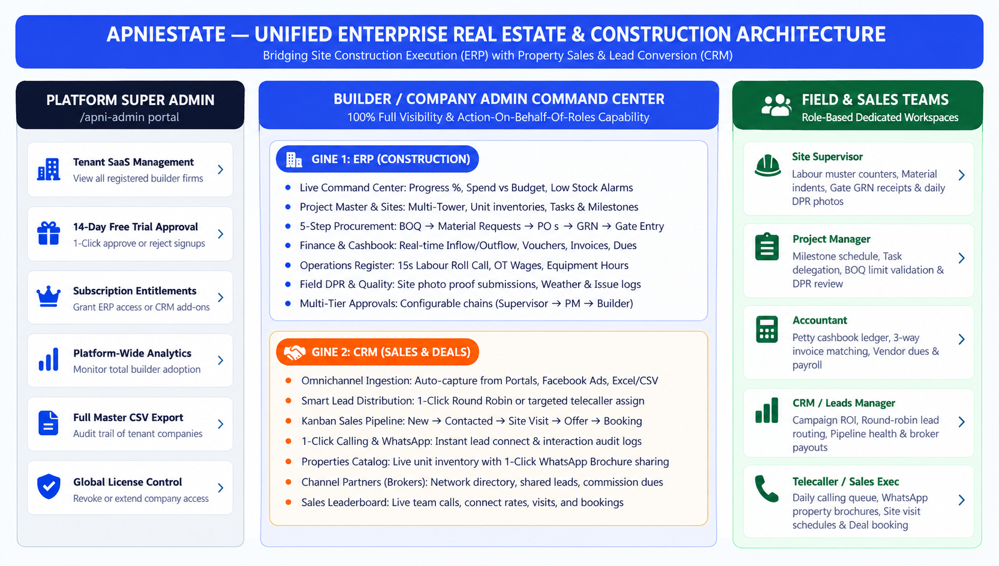 APNIESTATE — UNIFIED ENTERPRISE REAL ESTATE & CONSTRUCTION ARCHITECTURE
Bridging Site Construction Execution (ERP) with Property Sales & Lead Conversion (CRM)
PLATFORM SUPER ADMIN
/apni-admin portal
Tenant SaaS Management
View all registered builder firms
14-Day Free Trial Approval
1-Click approve or reject signups
Subscription Entitlements
Grant ERP access or CRM add-ons
Platform-Wide Analytics
Monitor total builder adoption
Full Master CSV Export
Audit trail of tenant companies
Global License Control
Revoke or extend company access
BUILDER / COMPANY ADMIN COMMAND CENTER
100% Full Visibility & Action-On-Behalf-Of-Roles Capability
GINE 1: ERP (CONSTRUCTION)
Live Command Center: Progress %, Spend vs Budget, Low Stock Alarms
Project Master & Sites: Multi-Tower, Unit inventories, Tasks & Milestones
5-Step Procurement: BOQ → Material Requests → PO s → GRN → Gate Entry
Finance & Cashbook: Real-time Inflow/Outflow, Vouchers, Invoices, Dues
Operations Register: 15s Labour Roll Call, OT Wages, Equipment Hours
Field DPR & Quality: Site photo proof submissions, Weather & Issue logs
Multi-Tier Approvals: Configurable chains (Supervisor → PM → Builder)
GINE 2: CRM (SALES & DEALS)
Omnichannel Ingestion: Auto-capture from Portals, Facebook Ads, Excel/CSV
Smart Lead Distribution: 1-Click Round Robin or targeted telecaller assign
Kanban Sales Pipeline: New → Contacted → Site Visit → Offer → Booking
1-Click Calling & WhatsApp: Instant lead connect & interaction audit logs
Properties Catalog: Live unit inventory with 1-Click WhatsApp Brochure sharing
Channel Partners (Brokers): Network directory, shared leads, commission dues
Sales Leaderboard: Live team calls, connect rates, visits, and bookings
FIELD & SALES TEAMS
Role-Based Dedicated Workspaces
Site Supervisor
Labour muster counters, Material
indents, Gate GRN receipts & daily
DPR photos
Project Manager
Milestone schedule, Task
delegation, BOQ limit validation &
DPR review
Accountant
Petty cashbook ledger, 3-way
invoice matching, Vendor dues &
payroll
CRM / Leads Manager
Campaign ROI, Round-robin lead
routing, Pipeline health & broker
payouts
Telecaller / Sales Exec
Daily calling queue, WhatsApp
property brochures, Site visit
schedules & Deal booking